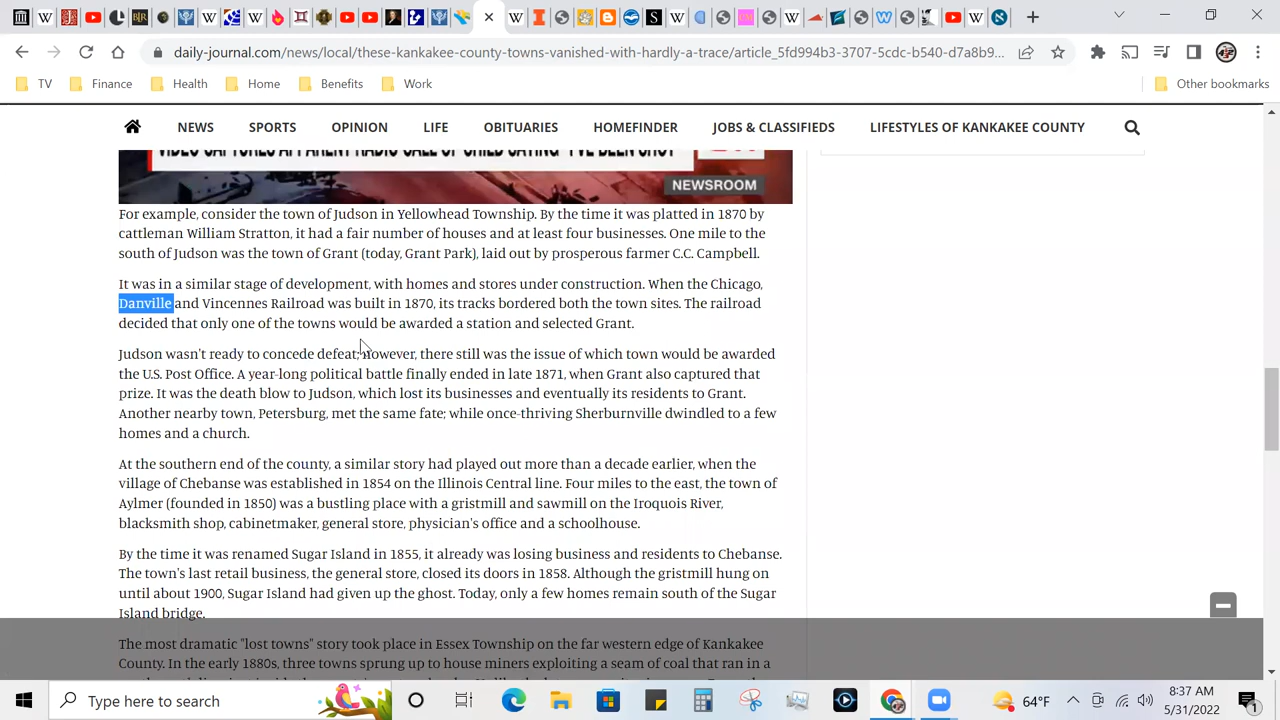 daily-journal.com/news/local/these-kankakee-county-towns-vanished-with-hardly-a-trace/article_5fd994b3-3707-5cdc-b540-d7a8b9...
TV Finance Health Home Benefits Work Other bookmarks
NEWS SPORTS OPINION LIFE OBITUARIES HOMEFINDER JOBS & CLASSIFIEDS LIFESTYLES OF KANKAKEE COUNTY
VIDEO CAPTURES APPARENT RADIO CALL OF CHILD SAYING 'I'VE BEEN SHOT'
NEWSROOM
For example, consider the town of Judson in Yellowhead Township. By the time it was platted in 1870 by
cattleman William Stratton, it had a fair number of houses and at least four businesses. One mile to the
south of Judson was the town of Grant (today, Grant Park), laid out by prosperous farmer C.C. Campbell.
It was in a similar stage of development, with homes and stores under construction. When the Chicago,
Danville and Vincennes Railroad was built in 1870, its tracks bordered both the town sites. The railroad
decided that only one of the towns would be awarded a station and selected Grant.
Judson wasn't ready to concede defeat; however, there still was the issue of which town would be awarded
the U.S. Post Office. A year-long political battle finally ended in late 1871, when Grant also captured that
prize. It was the death blow to Judson, which lost its businesses and eventually its residents to Grant.
Another nearby town, Petersburg, met the same fate; while once-thriving Sherburnville dwindled to a few
homes and a church.
At the southern end of the county, a similar story had played out more than a decade earlier, when the
village of Chebanse was established in 1854 on the Illinois Central line. Four miles to the east, the town of
Aylmer (founded in 1850) was a bustling place with a gristmill and sawmill on the Iroquois River,
blacksmith shop, cabinetmaker, general store, physician's office and a schoolhouse.
By the time it was renamed Sugar Island in 1855, it already was losing business and residents to Chebanse.
The town's last retail business, the general store, closed its doors in 1858. Although the gristmill hung on
until about 1900, Sugar Island had given up the ghost. Today, only a few homes remain south of the Sugar
Island bridge.
The most dramatic "lost towns" story took place in Essex Township on the far western edge of Kankakee
County. In the early 1880s, three towns sprung up to house miners exploiting a seam of coal that ran in a
Type here to search
64°F
8:37 AM
5/31/2022